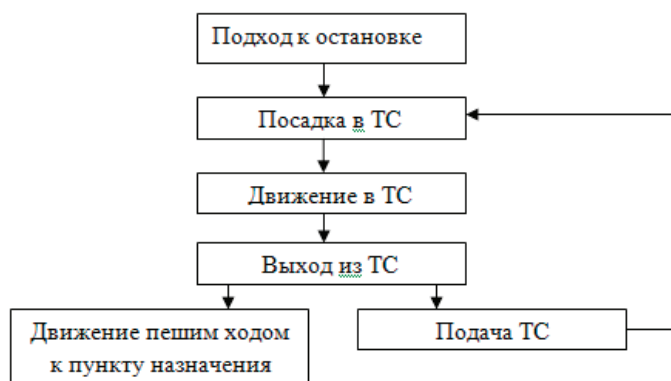 Подход к остановке
Посадка в ТС
Движение в ТС
Выход из ТС
Движение пешим ходом
к пункту назначения
Подача ТС